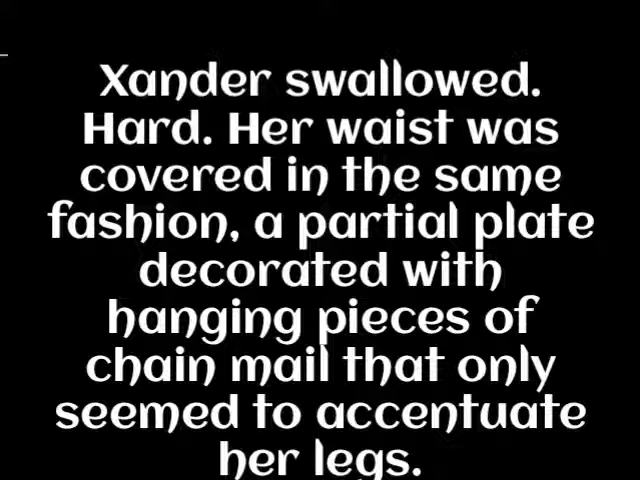 Xander swallowed.
Hard. Her waist was
covered in the same
fashion, a partial plate
decorated with
hanging pieces of
chain mail that only
seemed to accentuate
her legs.